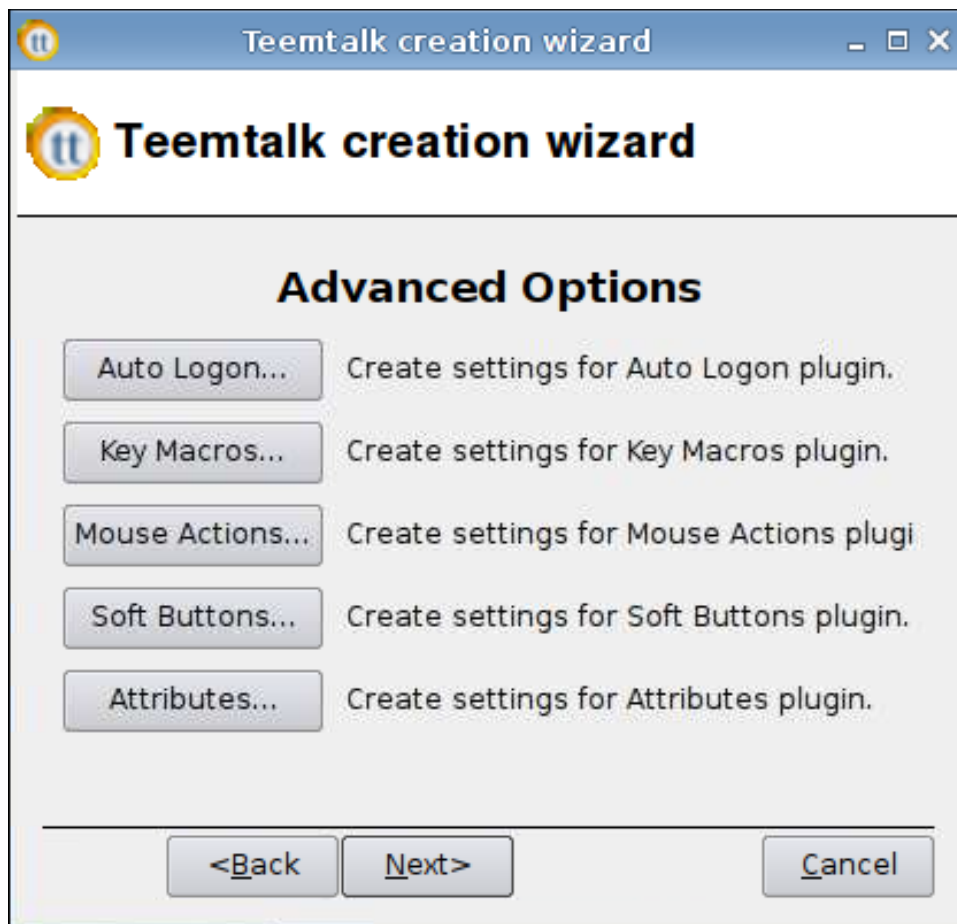 tt Teemtalk creation wizard
tt Teemtalk creation wizard
Advanced Options
Auto Logon... Create settings for Auto Logon plugin.
Key Macros... Create settings for Key Macros plugin.
Mouse Actions... Create settings for Mouse Actions plugi
Soft Buttons... Create settings for Soft Buttons plugin.
Attributes... Create settings for Attributes plugin.
<Back Next> Cancel